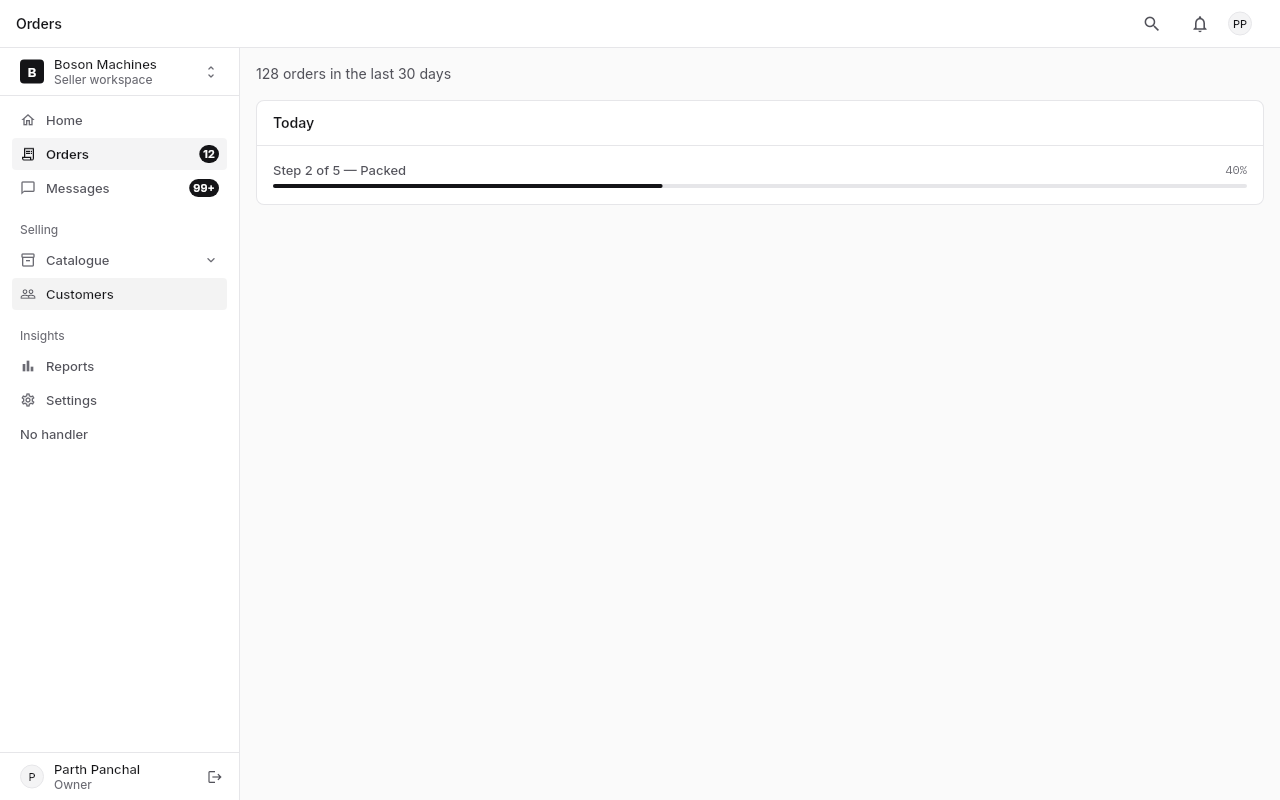 Orders
PP
B
Boson Machines
Seller workspace
Home
Orders
12
Messages
99+
Selling
Catalogue
Customers
Insights
Reports
Settings
No handler
P
Parth Panchal
Owner
128 orders in the last 30 days
Today
Step 2 of 5 — Packed
40%